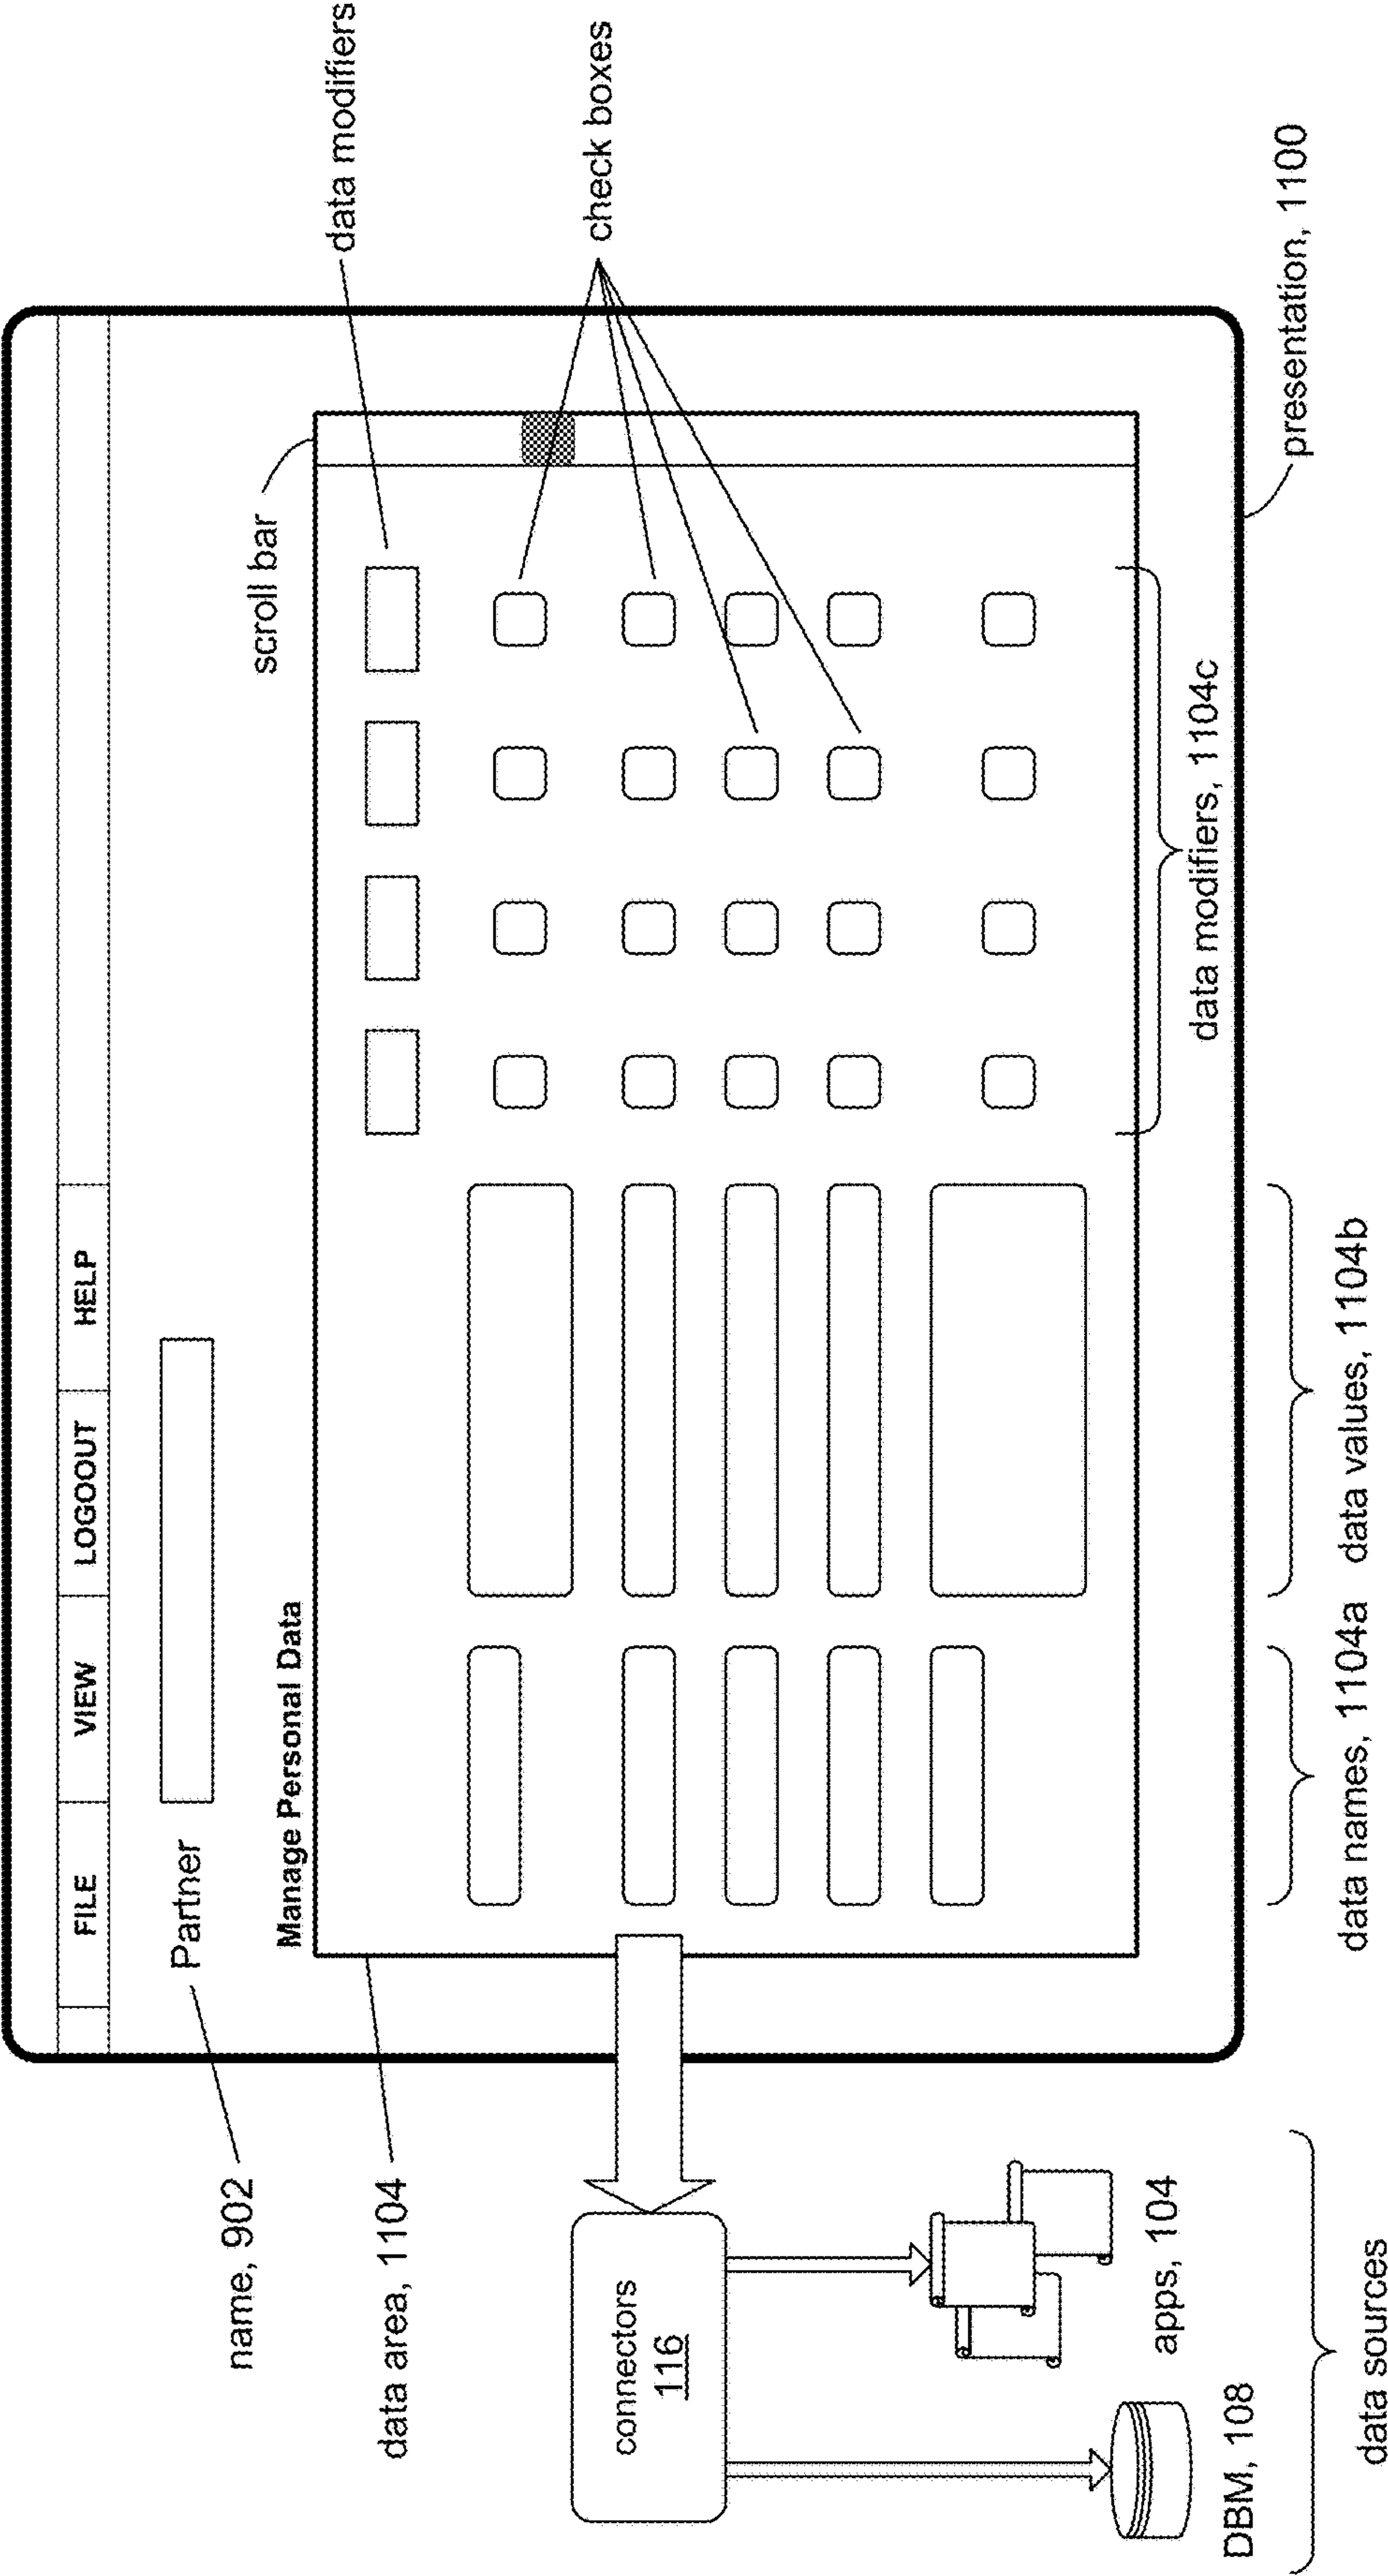 FILE
VIEW
LOGOUT
HELP
name, 902
Partner
data modifiers
scroll bar
Manage Personal Data
data area, 1104
check boxes
connectors
116
data modifiers, 1104c
apps, 104
DBM, 108
presentation, 1100
data sources
data names, 1104a
data values, 1104b